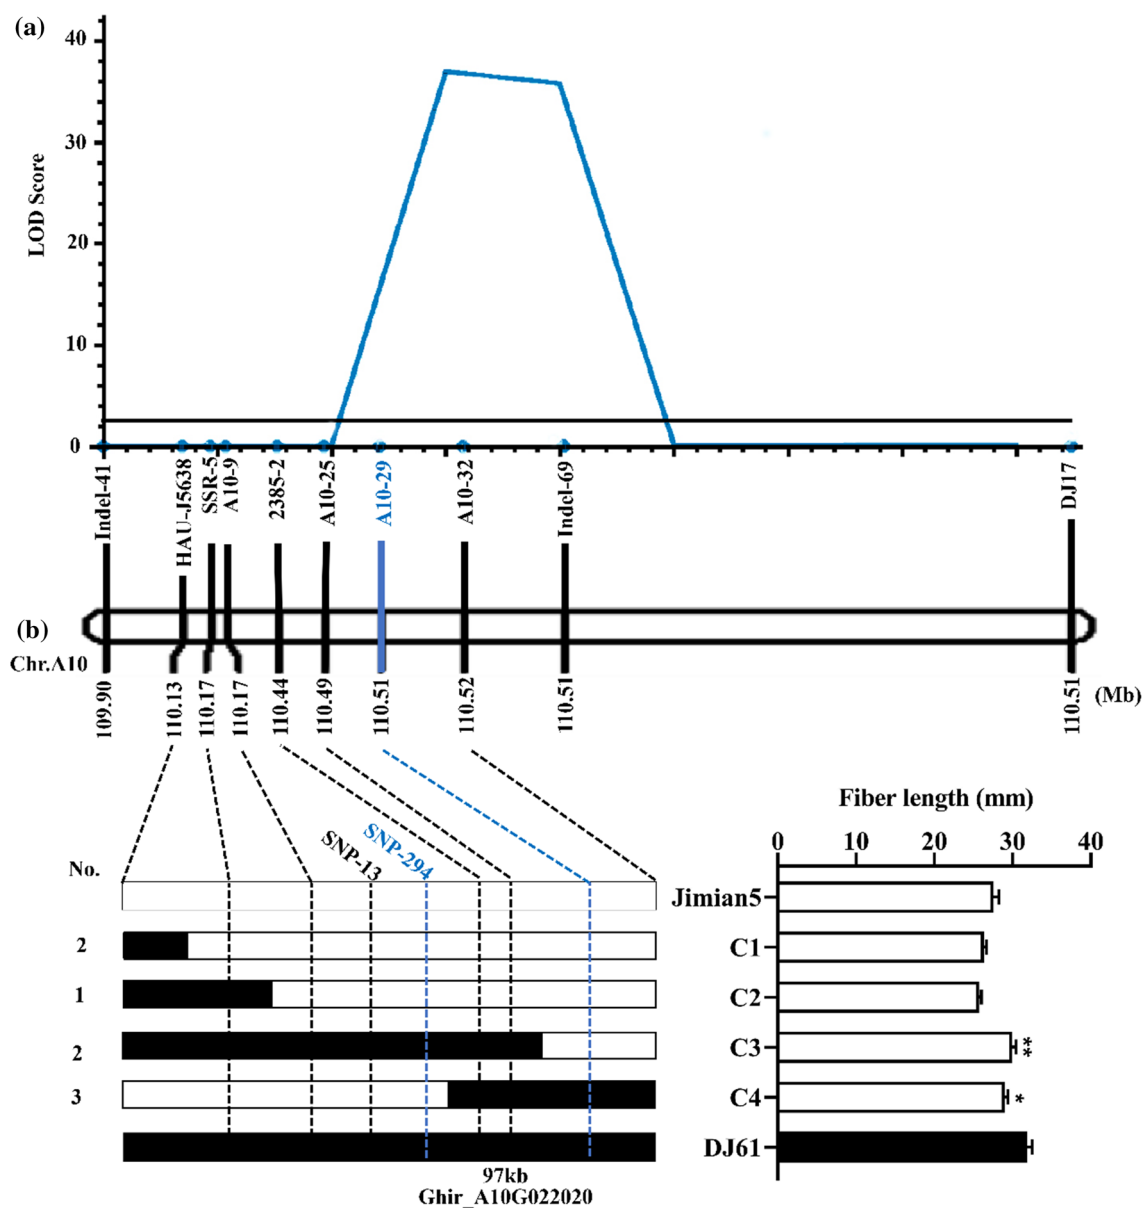 (a)
LOD Score
40
30
20
10
0
Indel-41
HAU-J5638
SSR-5
A10-9
2385-2
A10-25
A10-29
A10-32
Indcl-69
DJ17
(b)
Chr.A10
109.90
110.13
110.17
110.17
110.44
110.49
110.51
110.52
110.51
110.51
(Mb)
No.
SNP-13
SNP-294
2
1
2
3
97kb
Ghir_A10G022020
Fiber length (mm)
0 10 20 30 40
Jimian5
C1
C2
C3 **
C4 *
DJ61